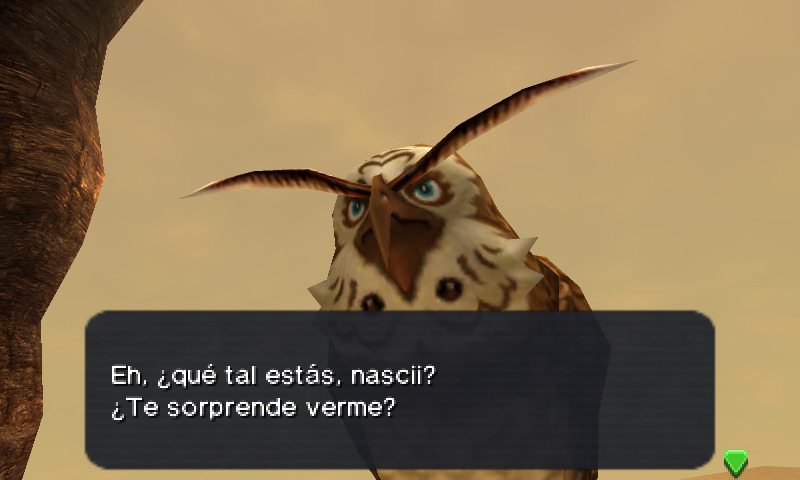 Eh, ¿qué tal estás, nascii?
¿Te sorprende verme?